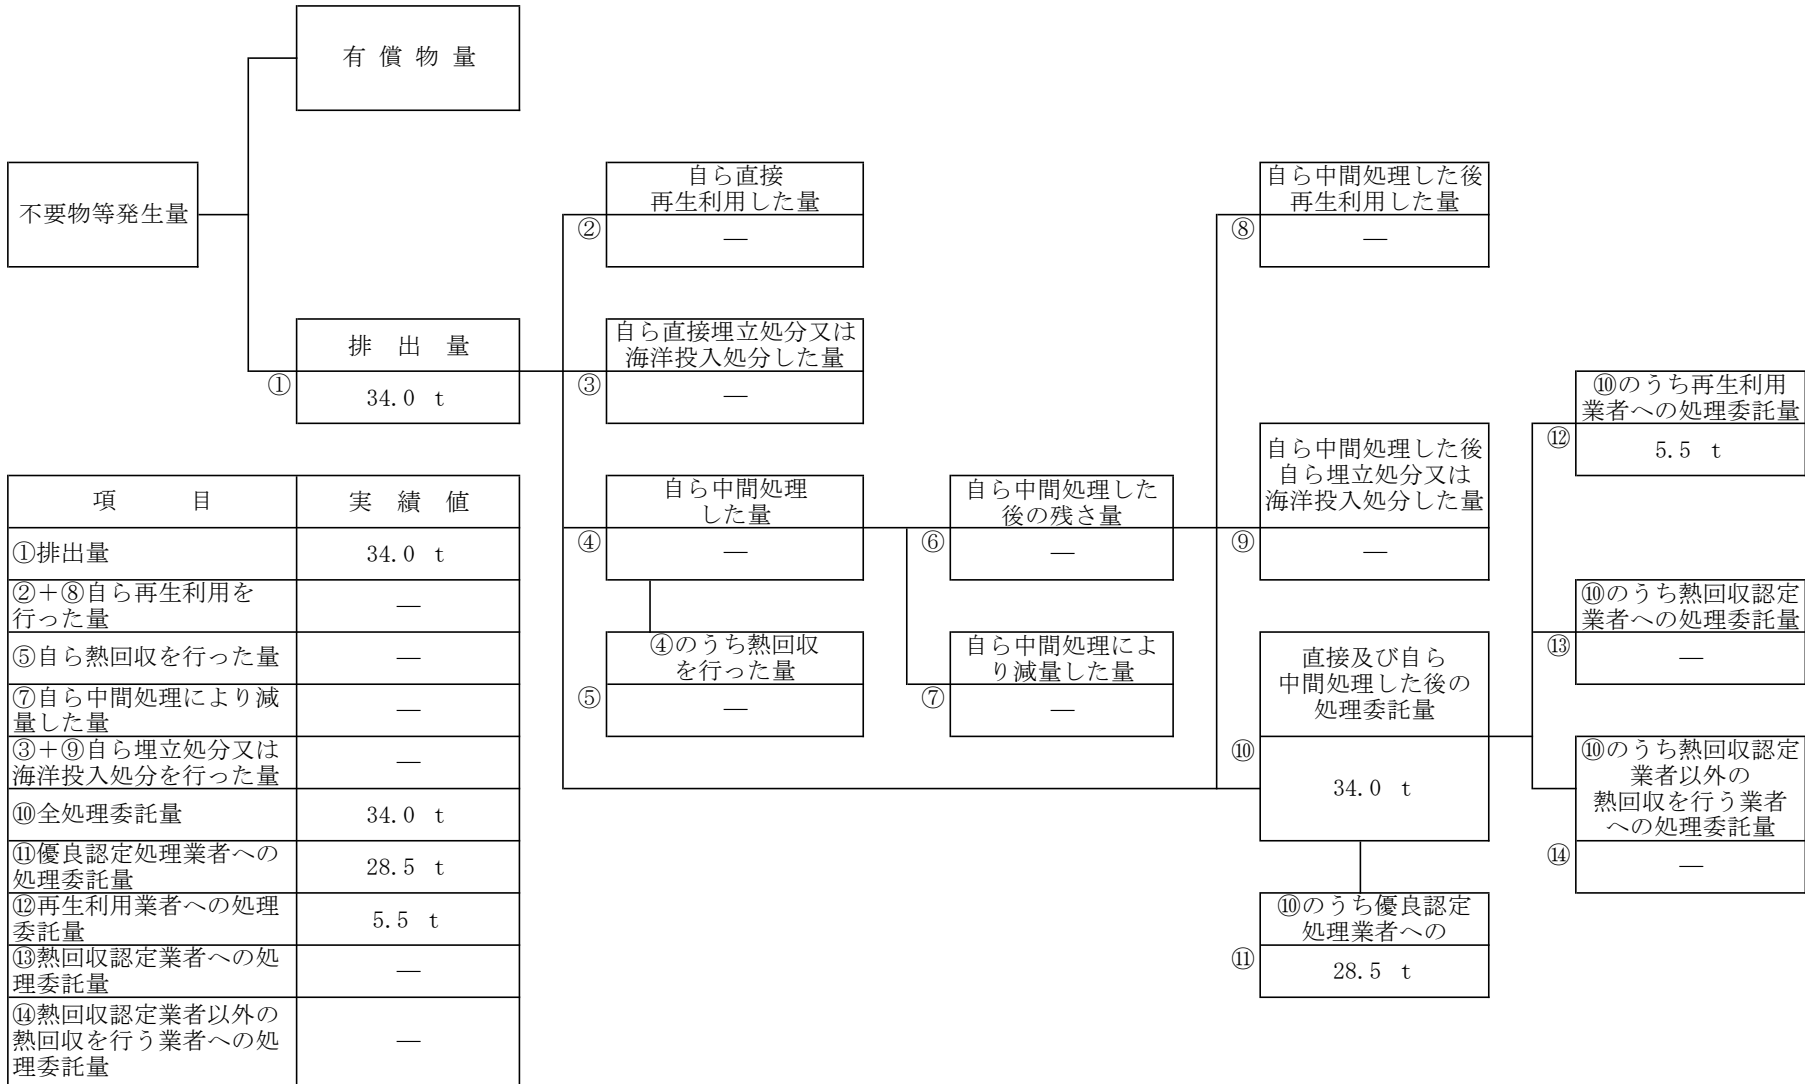 有 償 物 量
不要物等発生量
排 出 量
①
34.0 t
自ら直接
再生利用した量
②
―
自ら直接埋立処分又は
海洋投入処分した量
③
―
自ら中間処理
した量
④
―
④のうち熱回収
を行った量
⑤
―
自ら中間処理した
後の残さ量
⑥
―
自ら中間処理によ
り減量した量
⑦
―
自ら中間処理した後
再生利用した量
⑧
―
自ら中間処理した後
自ら埋立処分又は
海洋投入処分した量
⑨
―
直接及び自ら
中間処理した後の
処理委託量
⑩
34.0 t
⑩のうち優良認定
処理業者への
⑪
28.5 t
⑩のうち再生利用
業者への処理委託量
⑫
5.5 t
⑩のうち熱回収認定
業者への処理委託量
⑬
―
⑩のうち熱回収認定
業者以外の
熱回収を行う業者
への処理委託量
⑭
―
項 目 実 績 値
①排出量 34.0 t
②＋⑧自ら再生利用を
行った量 ―
⑤自ら熱回収を行った量 ―
⑦自ら中間処理により減
量した量 ―
③＋⑨自ら埋立処分又は
海洋投入処分を行った量 ―
⑩全処理委託量 34.0 t
⑪優良認定処理業者への
処理委託量 28.5 t
⑫再生利用業者への処理
委託量 5.5 t
⑬熱回収認定業者への処
理委託量 ―
⑭熱回収認定業者以外の
熱回収を行う業者への処
理委託量 ―